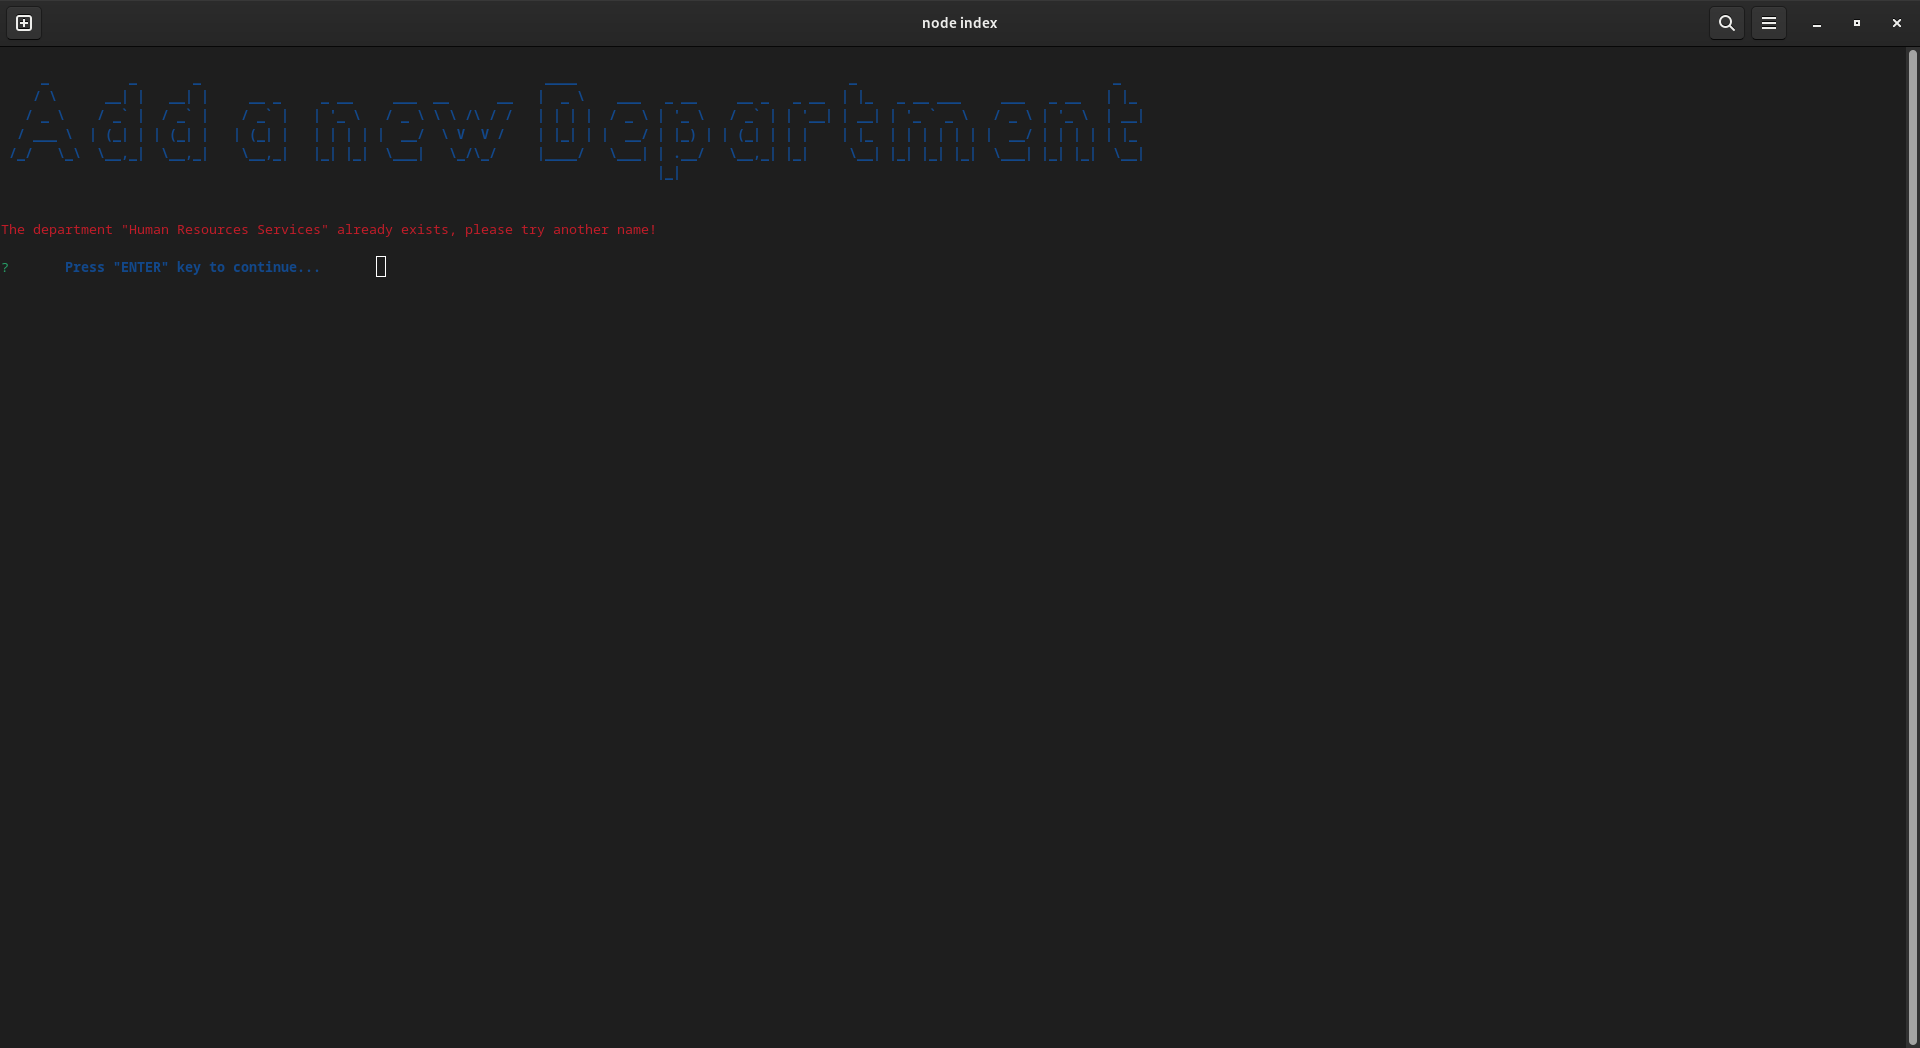 node index
Add a new Department
The department "Human Resources Services" already exists, please try another name!
? Press "ENTER" key to continue...